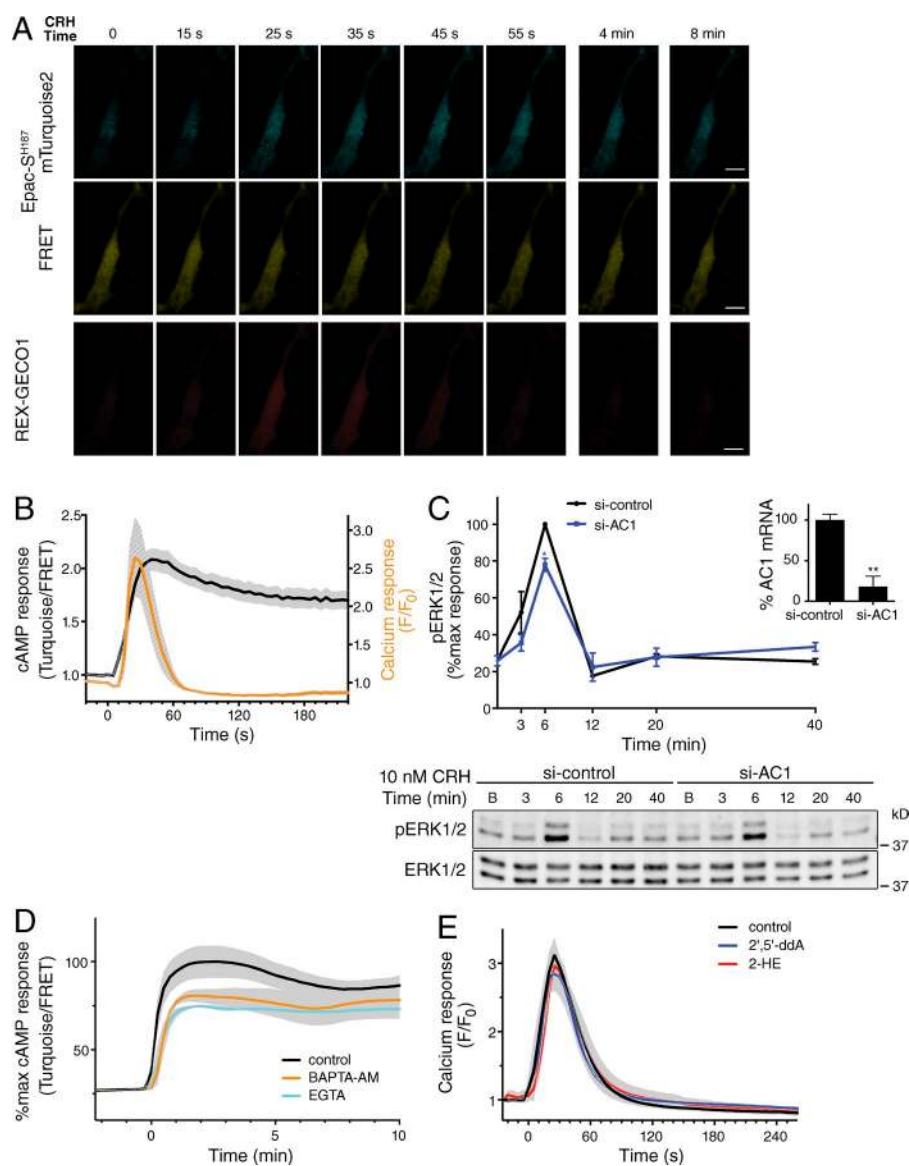 A
CRH
Time 0 15 s 25 s 35 s 45 s 55 s 4 min 8 min
Epac-S^H187
mTurquoise2
FRET
REX-GECO1
B
cAMP response
(Turquoise/FRET)
2.5
2.0
1.0
3.0
2.0
1.0
Calcium response
(F/F0)
0 60 120 180
Time (s)
C
si-control
si-AC1
pERK1/2
(%max response)
100
80
60
40
20
0
*
3 6 12 20 40
Time (min)
% AC1 mRNA
100
50
0
**
si-control si-AC1
10 nM CRH si-control si-AC1
Time (min) B 3 6 12 20 40 B 3 6 12 20 40 kD
pERK1/2
37
ERK1/2
37
D
%max cAMP response
(Turquoise/FRET)
100
50
control
BAPTA-AM
EGTA
0 5 10
Time (min)
E
control
2',5'-ddA
2-HE
Calcium response
(F/F0)
3
2
1
0 60 120 180 240
Time (s)